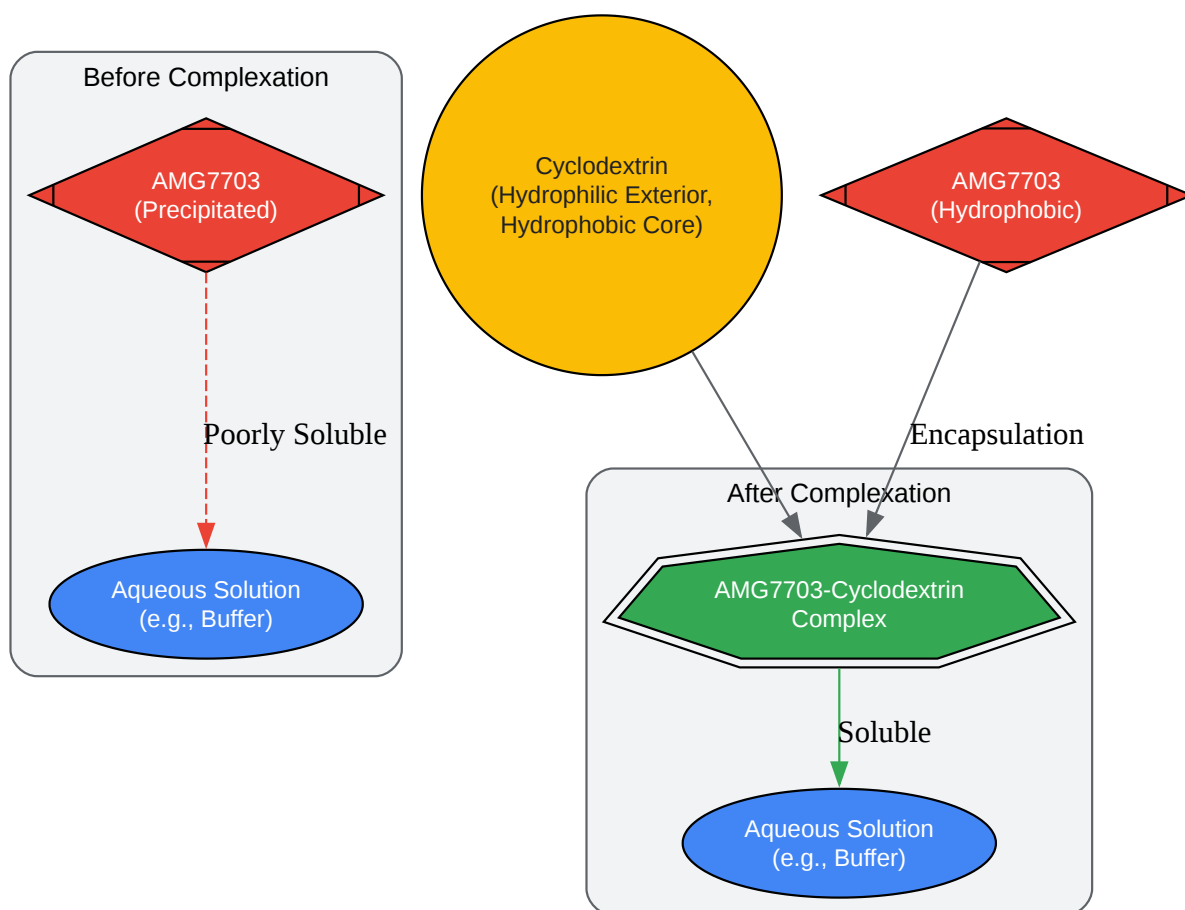 Before Complexation
AMG7703
(Precipitated)
Poorly Soluble
Aqueous Solution
(e.g., Buffer)
Cyclodextrin
(Hydrophilic Exterior,
Hydrophobic Core)
AMG7703
(Hydrophobic)
Encapsulation
After Complexation
AMG7703-Cyclodextrin
Complex
Soluble
Aqueous Solution
(e.g., Buffer)